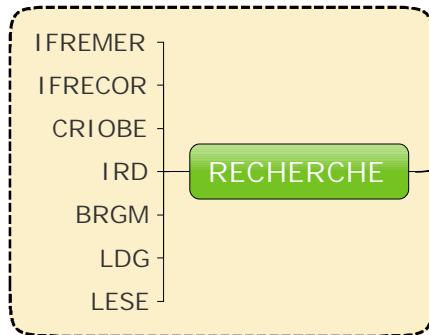 IFREMER
IFRECOR
CRIOBE
IRD
RECHERCHE
BRGM
LDG
LESE